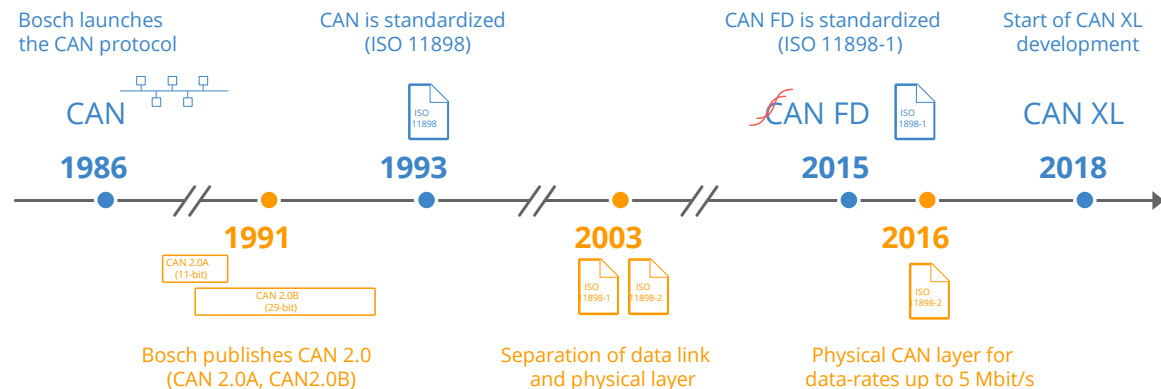 Bosch launches
the CAN protocol
CAN is standardized
(ISO 11898)
CAN FD is standardized
(ISO 11898-1)
Start of CAN XL
development
CAN
ISO
11898
CAN FD
ISO
1898-1
CAN XL
1986
1993
2015
2018
1991
2003
2016
CAN 2.0A
(11-bit)
CAN 2.0B
(29-bit)
ISO
11898-1
ISO
11898-2
ISO
11898-2
Bosch publishes CAN 2.0
(CAN 2.0A, CAN2.0B)
Separation of data link
and physical layer
Physical CAN layer for
data-rates up to 5 Mbit/s